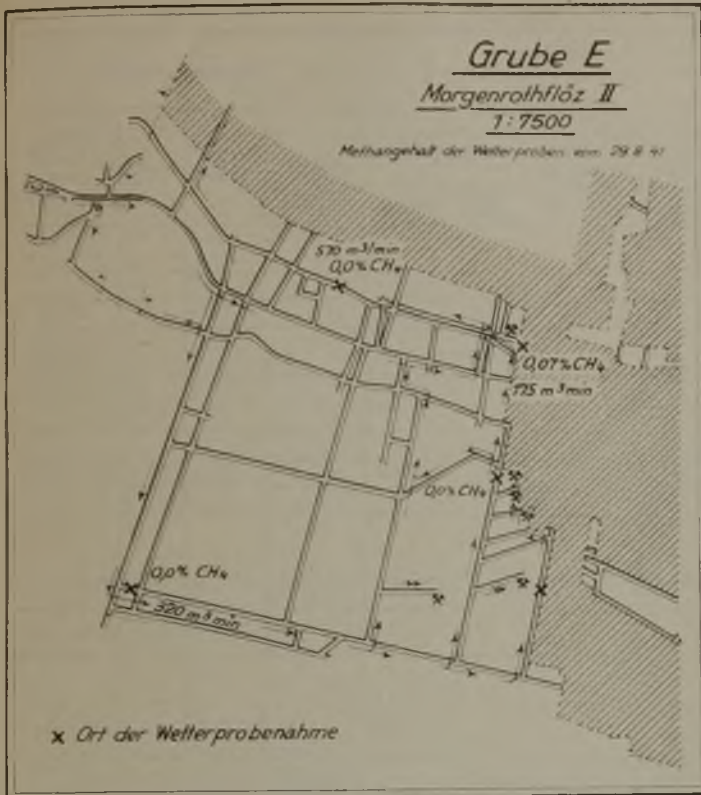 Grube E
Morgenrothflöz II
1:7500
Methangehalt der Wetterproben vom 29.8.41
570 m³/min
0,0% CH₄
0,07% CH₄
175 m³ min
0,0% CH₄
0,0% CH₄
320 m³ min
x Ort der Wetterprobenahme